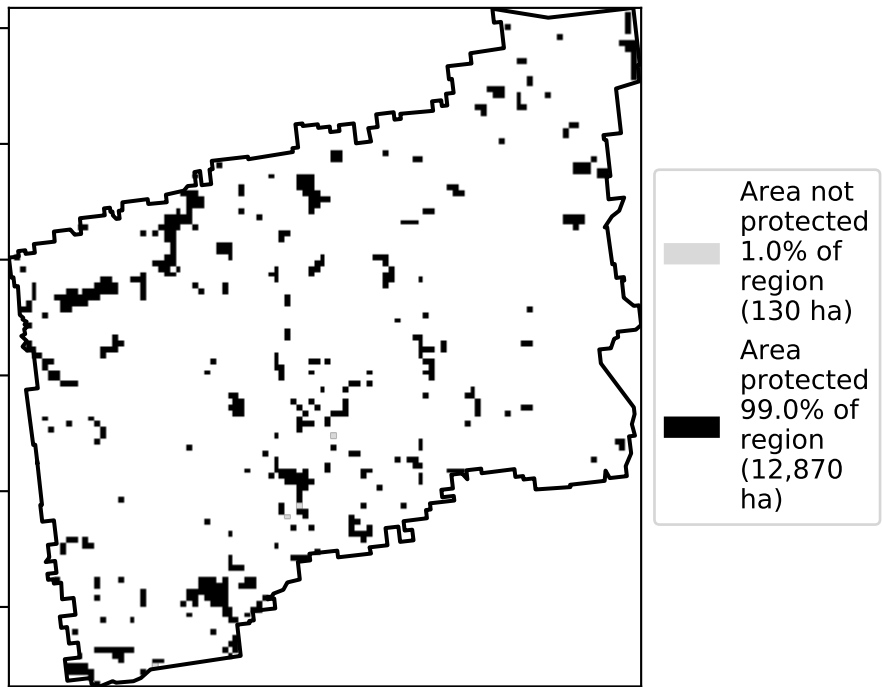 Area not
protected
1.0% of
region
(130 ha)
Area
protected
99.0% of
region
(12,870
ha)